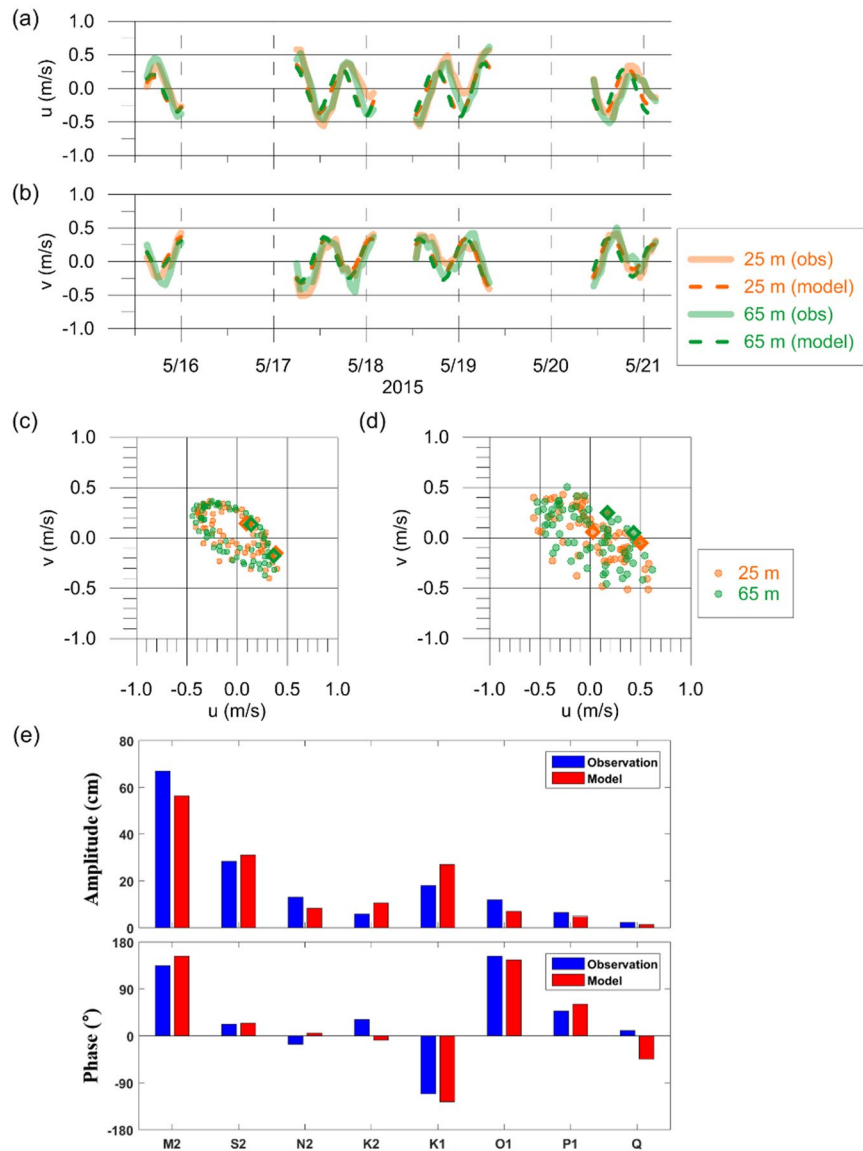 (a)
1.0
0.5
0.0
-0.5
-1.0
u (m/s)
(b)
1.0
0.5
0.0
-0.5
-1.0
v (m/s)
5/16 5/17 5/18 5/19 5/20 5/21
2015
25 m (obs)
25 m (model)
65 m (obs)
65 m (model)
(c)
1.0
0.5
0.0
-0.5
-1.0
v (m/s)
-1.0 -0.5 0.0 0.5 1.0
u (m/s)
(d)
1.0
0.5
0.0
-0.5
-1.0
v (m/s)
-1.0 -0.5 0.0 0.5 1.0
u (m/s)
25 m
65 m
(e)
80
60
40
20
0
Amplitude (cm)
Observation
Model
180
90
0
-90
-180
Phase (°)
Observation
Model
M2 S2 N2 K2 K1 O1 P1 Q